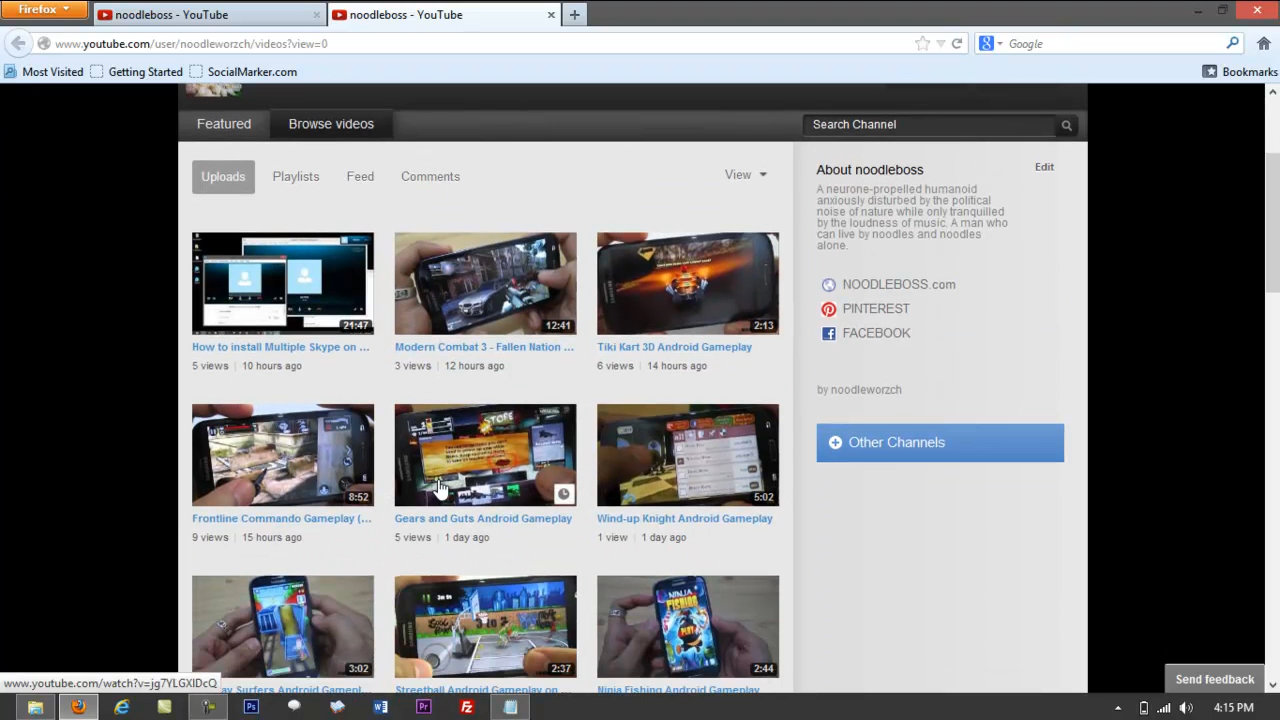 Firefox
noodleboss - YouTube
noodleboss - YouTube
www.youtube.com/user/noodleworzch/videos?view=0
Google
Most Visited
Getting Started
SocialMarker.com
Bookmarks
Featured
Browse videos
Search Channel
Uploads
Playlists
Feed
Comments
View
About noodleboss
Edit
A neurone-propelled humanoid
anxiously disturbed by the political
noise of nature while only tranquilled
by the loudness of music. A man who
can live by noodles and noodles
alone.
NOODLEBOSS.com
PINTEREST
FACEBOOK
by noodleworzch
Other Channels
21:47
12:41
2:13
How to install Multiple Skype on ...
Modern Combat 3 - Fallen Nation ...
Tiki Kart 3D Android Gameplay
5 views 10 hours ago
3 views 12 hours ago
6 views 14 hours ago
STORE
8:52
5:02
Frontline Commando Gameplay (...
Gears and Guts Android Gameplay
Wind-up Knight Android Gameplay
9 views 15 hours ago
5 views 1 day ago
1 view 1 day ago
NINJA
FISHING
PLAY
3:02
2:37
2:44
Surfers Android Gamepl...
Streetball Android Gameplay on ...
Ninja Fishing Android Gameplay
www.youtube.com/watch?v=jg7YLGXIDcQ
Send feedback
4:15 PM